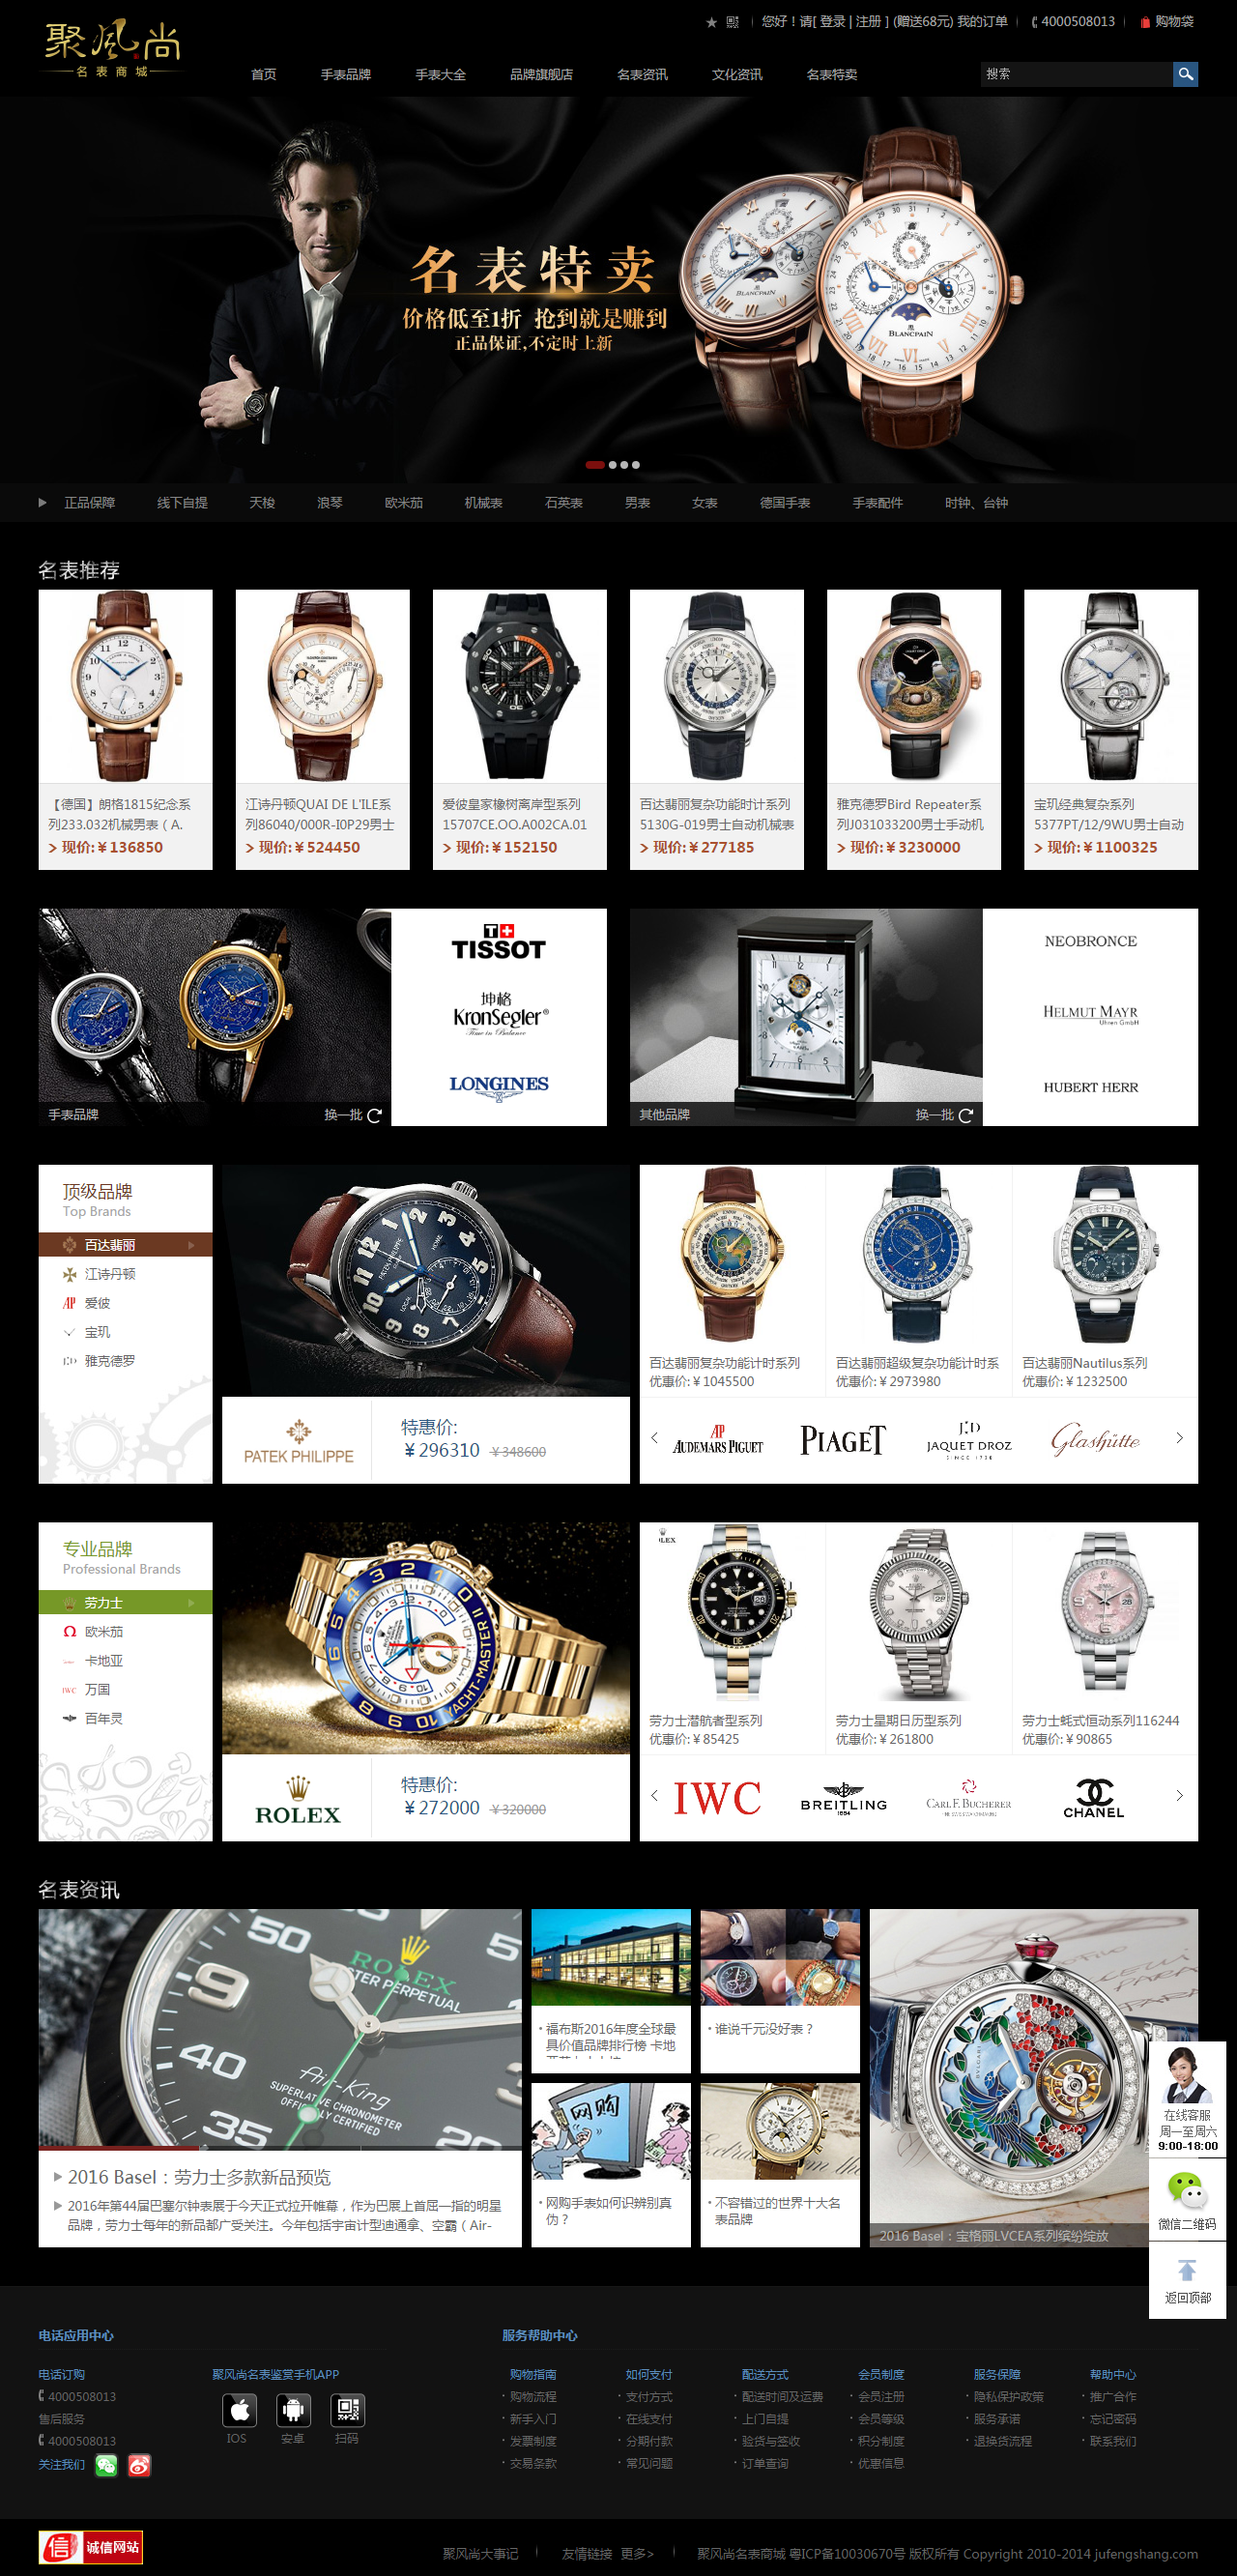 聚风尚
名表商城
您好！请[ 登录 | 注册 ] (赠送68元) 我的订单
4000508013
购物袋
首页 手表品牌 手表大全 品牌旗舰店 名表资讯 文化资讯 名表特卖
搜索
名表特卖
价格低至1折 抢到就是赚到
正品保证,不定时上新
BLANCPAIN
BLANCPAIN
正品保障 线下自提 天梭 浪琴 欧米茄 机械表 石英表 男表 女表 德国手表 手表配件 时钟、台钟
名表推荐
【德国】朗格1815纪念系
列233.032机械男表（A.
现价:￥136850
江诗丹顿QUAI DE L'ILE系
列86040/000R-I0P29男士
现价:￥524450
爱彼皇家橡树离岸型系列
15707CE.OO.A002CA.01
现价:￥152150
百达翡丽复杂功能时计系列
5130G-019男士自动机械表
现价:￥277185
雅克德罗Bird Repeater系
列J031033200男士手动机
现价:￥3230000
宝玑经典复杂系列
5377PT/12/9WU男士自动
现价:￥1100325
TISSOT
坤格
KronSegler®
Time in Balance
LONGINES
手表品牌
换一批
NEOBRONCE
HELMUT MAYR
Uhren GmbH
HUBERT HERR
其他品牌
换一批
顶级品牌
Top Brands
百达翡丽
江诗丹顿
爱彼
宝玑
雅克德罗
PATEK PHILIPPE
特惠价:
￥296310 ￥348600
百达翡丽复杂功能计时系列
优惠价:￥1045500
百达翡丽超级复杂功能计时系
优惠价:￥2973980
百达翡丽Nautilus系列
优惠价:￥1232500
AP
AUDEMARS PIGUET
PIAGET
JAQUET DROZ
SINCE 1738
Glashütte
专业品牌
Professional Brands
劳力士
欧米茄
卡地亚
IWC 万国
百年灵
YACHT-MASTER II
ROLEX
特惠价:
￥272000 ￥320000
劳力士潜航者型系列
优惠价:￥85425
劳力士星期日历型系列
优惠价:￥261800
劳力士蚝式恒动系列116244
优惠价:￥90865
IWC
BREITLING
1884
CARL F. BUCHERER
CHANEL
名表资讯
ROLEX
Air-King
SUPERLATIVE CHRONOMETER
OFFICIALLY CERTIFIED
2016 Basel：劳力士多款新品预览
2016年第44届巴塞尔钟表展于今天正式拉开帷幕，作为巴展上首屈一指的明星
品牌，劳力士每年的新品都广受关注。今年包括宇宙计型迪通拿、空霸（Air-
福布斯2016年度全球最
具价值品牌排行榜 卡地
谁说千元没好表？
网购
网购手表如何识辨别真
伪？
不容错过的世界十大名
表品牌
BVLGARI
2016 Basel：宝格丽LVCEA系列缤纷绽放
在线客服
周一至周六
9:00-18:00
微信二维码
返回顶部
电话应用中心
电话订购
4000508013
售后服务
4000508013
关注我们
聚风尚名表鉴赏手机APP
IOS 安卓 扫码
服务帮助中心
购物指南 如何支付 配送方式 会员制度 服务保障 帮助中心
购物流程 支付方式 配送时间及运费 会员注册 隐私保护政策 推广合作
新手入门 在线支付 上门自提 会员等级 服务承诺 忘记密码
发票制度 分期付款 验货与签收 积分制度 退换货流程 联系我们
交易条款 常见问题 订单查询 优惠信息
信 诚信网站
聚风尚大事记 友情链接 更多> 聚风尚名表商城 粤ICP备10030670号 版权所有 Copyright 2010-2014 jufengshang.com